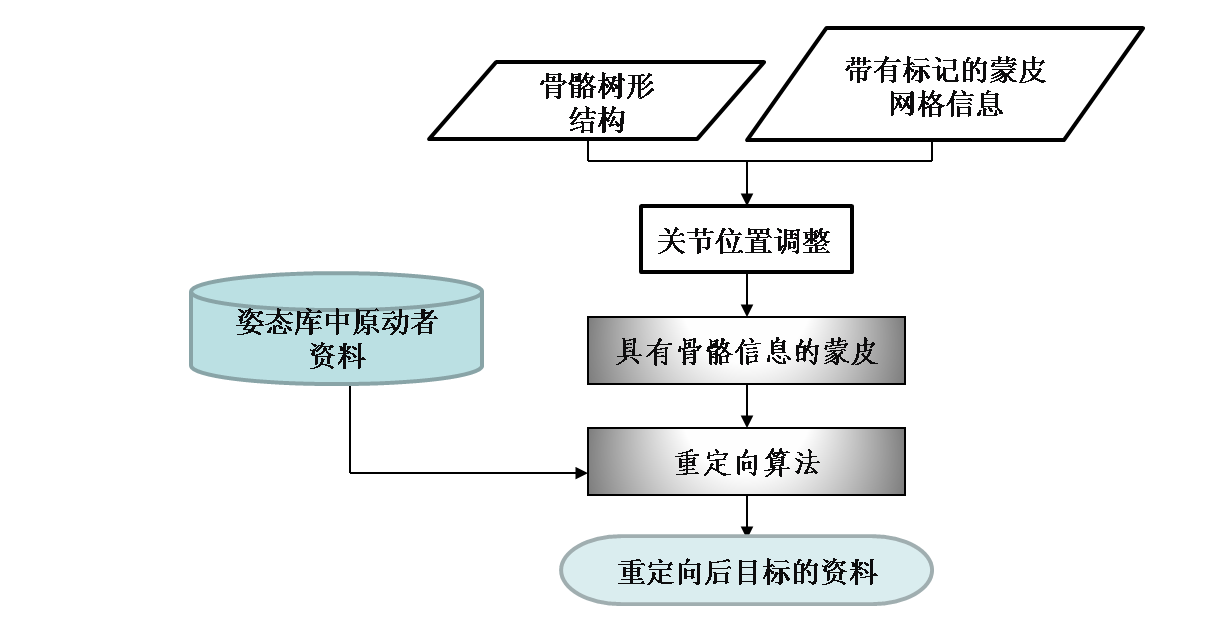 骨骼树形
结构
带有标记的蒙皮
网格信息
关节位置调整
姿态库中原动者
资料
具有骨骼信息的蒙皮
重定向算法
重定向后目标的资料